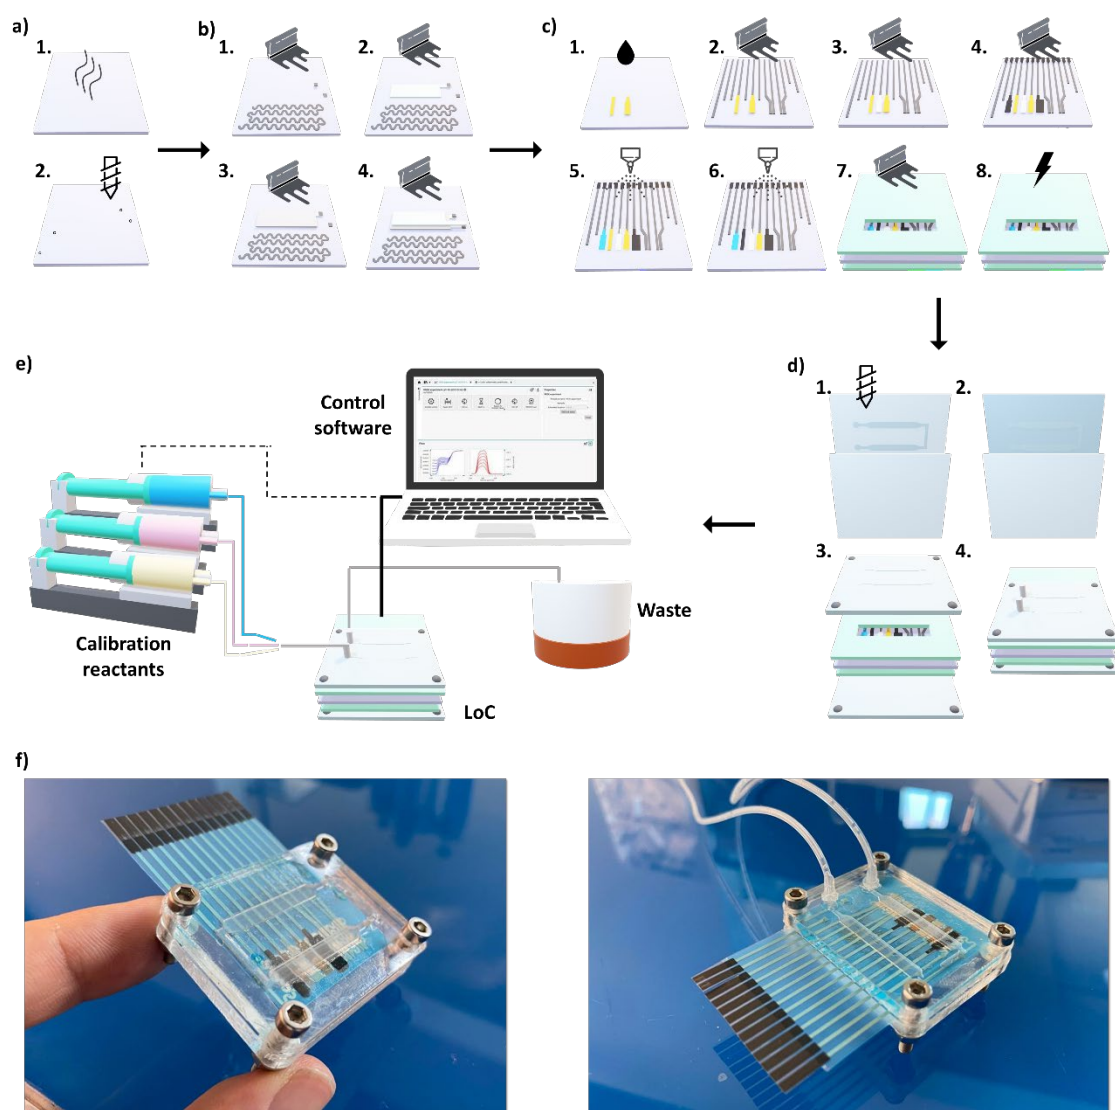 a)
1.
2.
b)
1.
2.
3.
4.
c)
1.
2.
3.
4.
5.
6.
7.
8.
d)
1.
2.
3.
4.
e)
Control
software
Calibration
reactants
Waste
LoC
f)